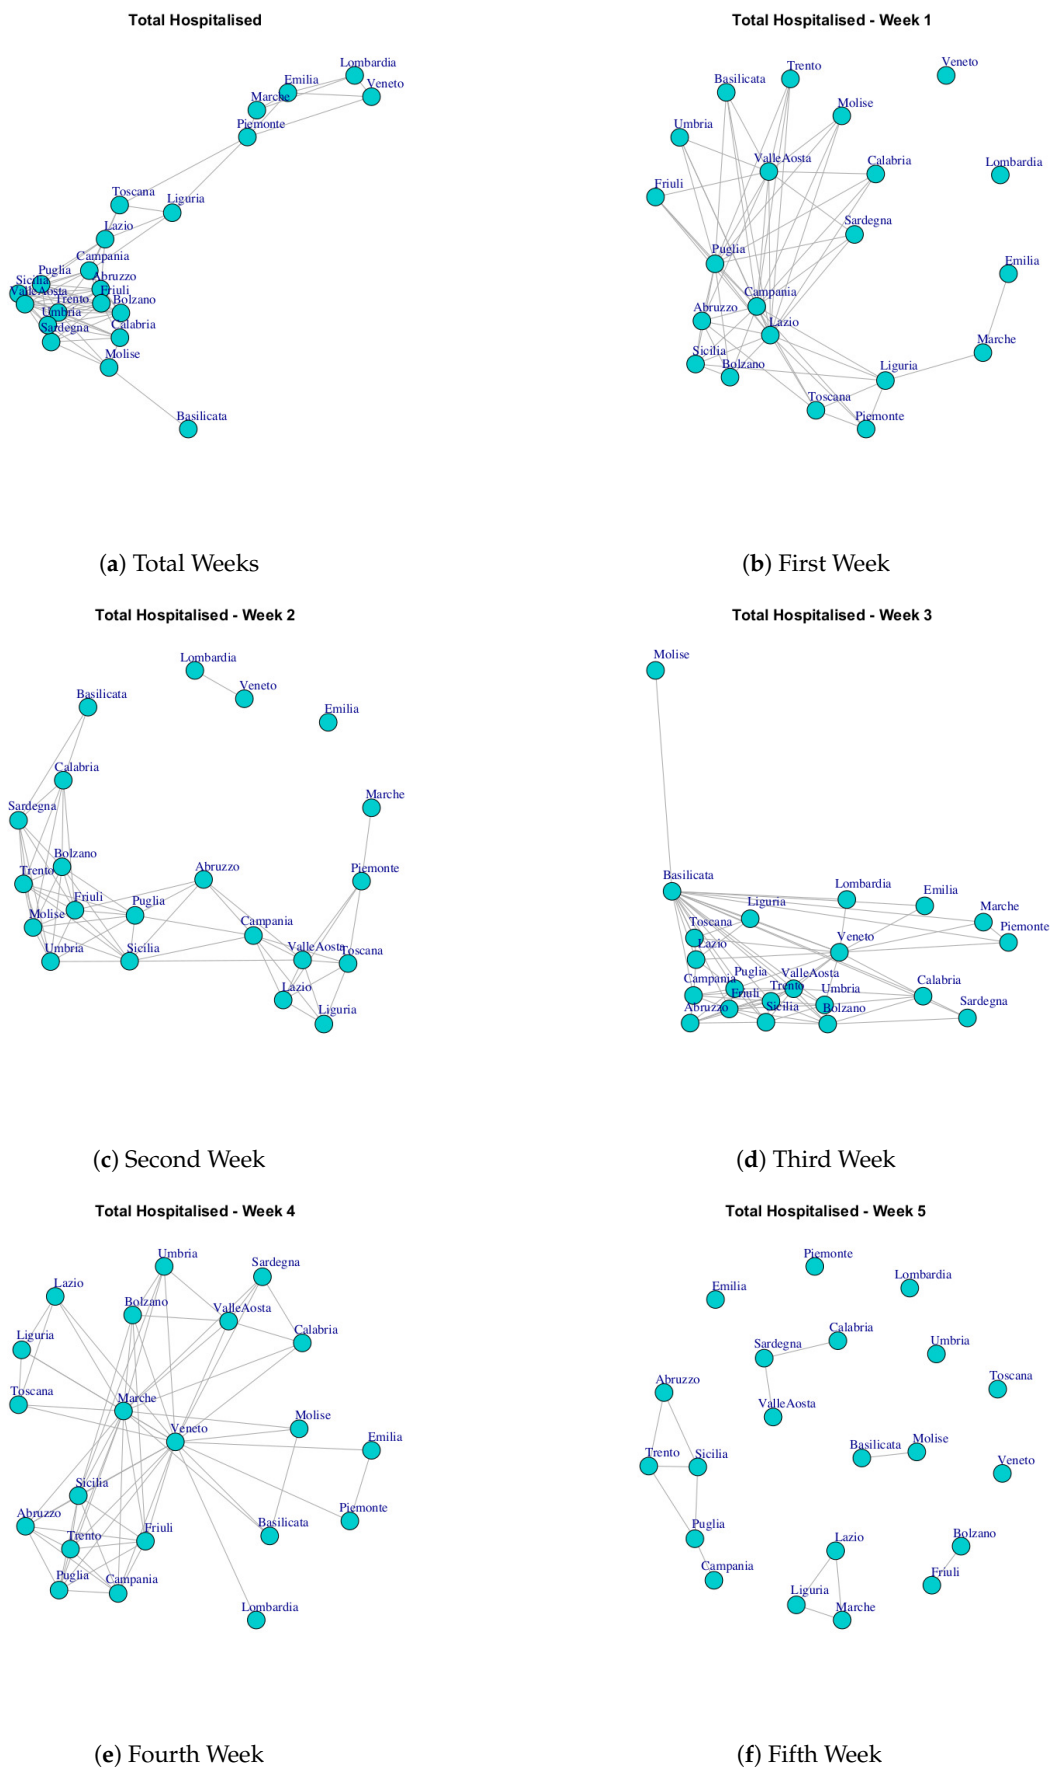 Total Hospitalised
Lombardia
Emilia
Veneto
Marche
Piemonte
Toscana
Liguria
Lazio
Campania
Puglia
Abruzzo
Sicilia
ValleAosta
Friuli
Trento
Bolzano
Umbria
Sardegna
Calabria
Molise
Basilicata
(a) Total Weeks
Total Hospitalised - Week 1
Veneto
Trento
Basilicata
Molise
Umbria
ValleAosta
Calabria
Lombardia
Friuli
Sardegna
Puglia
Emilia
Campania
Abruzzo
Lazio
Marche
Sicilia
Bolzano
Liguria
Toscana
Piemonte
(b) First Week
Total Hospitalised - Week 2
Lombardia
Veneto
Basilicata
Emilia
Calabria
Marche
Sardegna
Bolzano
Abruzzo
Piemonte
Trento
Friuli
Puglia
Molise
Campania
Umbria
Sicilia
ValleAosta
Toscana
Lazio
Liguria
(c) Second Week
Total Hospitalised - Week 3
Molise
Basilicata
Lombardia
Emilia
Liguria
Marche
Toscana
Piemonte
Lazio
Veneto
Puglia
ValleAosta
Campania
Trento
Calabria
Friuli
Umbria
Abruzzo
Sicilia
Bolzano
Sardegna
(d) Third Week
Total Hospitalised - Week 4
Umbria
Sardegna
Lazio
Bolzano
ValleAosta
Liguria
Calabria
Toscana
Marche
Molise
Veneto
Emilia
Sicilia
Abruzzo
Piemonte
Trento
Friuli
Basilicata
Puglia
Campania
Lombardia
(e) Fourth Week
Total Hospitalised - Week 5
Piemonte
Lombardia
Emilia
Calabria
Sardegna
Umbria
Abruzzo
Toscana
ValleAosta
Molise
Basilicata
Trento
Sicilia
Veneto
Puglia
Lazio
Bolzano
Campania
Friuli
Liguria
Marche
(f) Fifth Week